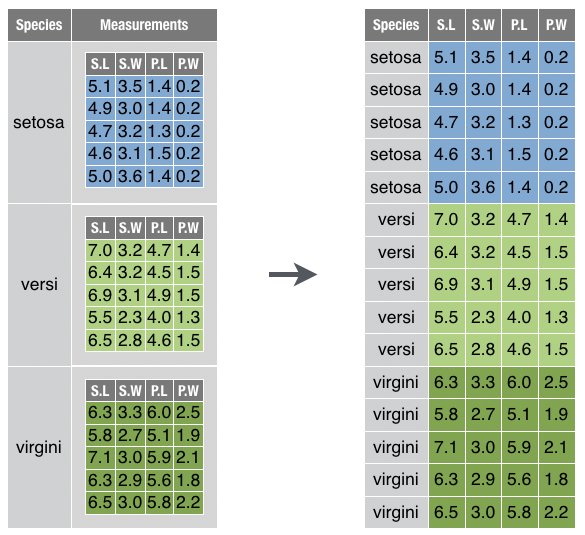 Species Measurements
S.L S.W P.L P.W
5.1 3.5 1.4 0.2
4.9 3.0 1.4 0.2
setosa
4.7 3.2 1.3 0.2
4.6 3.1 1.5 0.2
5.0 3.6 1.4 0.2
S.L S.W P.L P.W
7.0 3.2 4.7 1.4
6.4 3.2 4.5 1.5
versi
6.9 3.1 4.9 1.5
5.5 2.3 4.0 1.3
6.5 2.8 4.6 1.5
S.L S.W P.L P.W
6.3 3.3 6.0 2.5
5.8 2.7 5.1 1.9
virgini
7.1 3.0 5.9 2.1
6.3 2.9 5.6 1.8
6.5 3.0 5.8 2.2
Species S.L S.W P.L P.W
setosa 5.1 3.5 1.4 0.2
setosa 4.9 3.0 1.4 0.2
setosa 4.7 3.2 1.3 0.2
setosa 4.6 3.1 1.5 0.2
setosa 5.0 3.6 1.4 0.2
versi 7.0 3.2 4.7 1.4
versi 6.4 3.2 4.5 1.5
versi 6.9 3.1 4.9 1.5
versi 5.5 2.3 4.0 1.3
versi 6.5 2.8 4.6 1.5
virgini 6.3 3.3 6.0 2.5
virgini 5.8 2.7 5.1 1.9
virgini 7.1 3.0 5.9 2.1
virgini 6.3 2.9 5.6 1.8
virgini 6.5 3.0 5.8 2.2